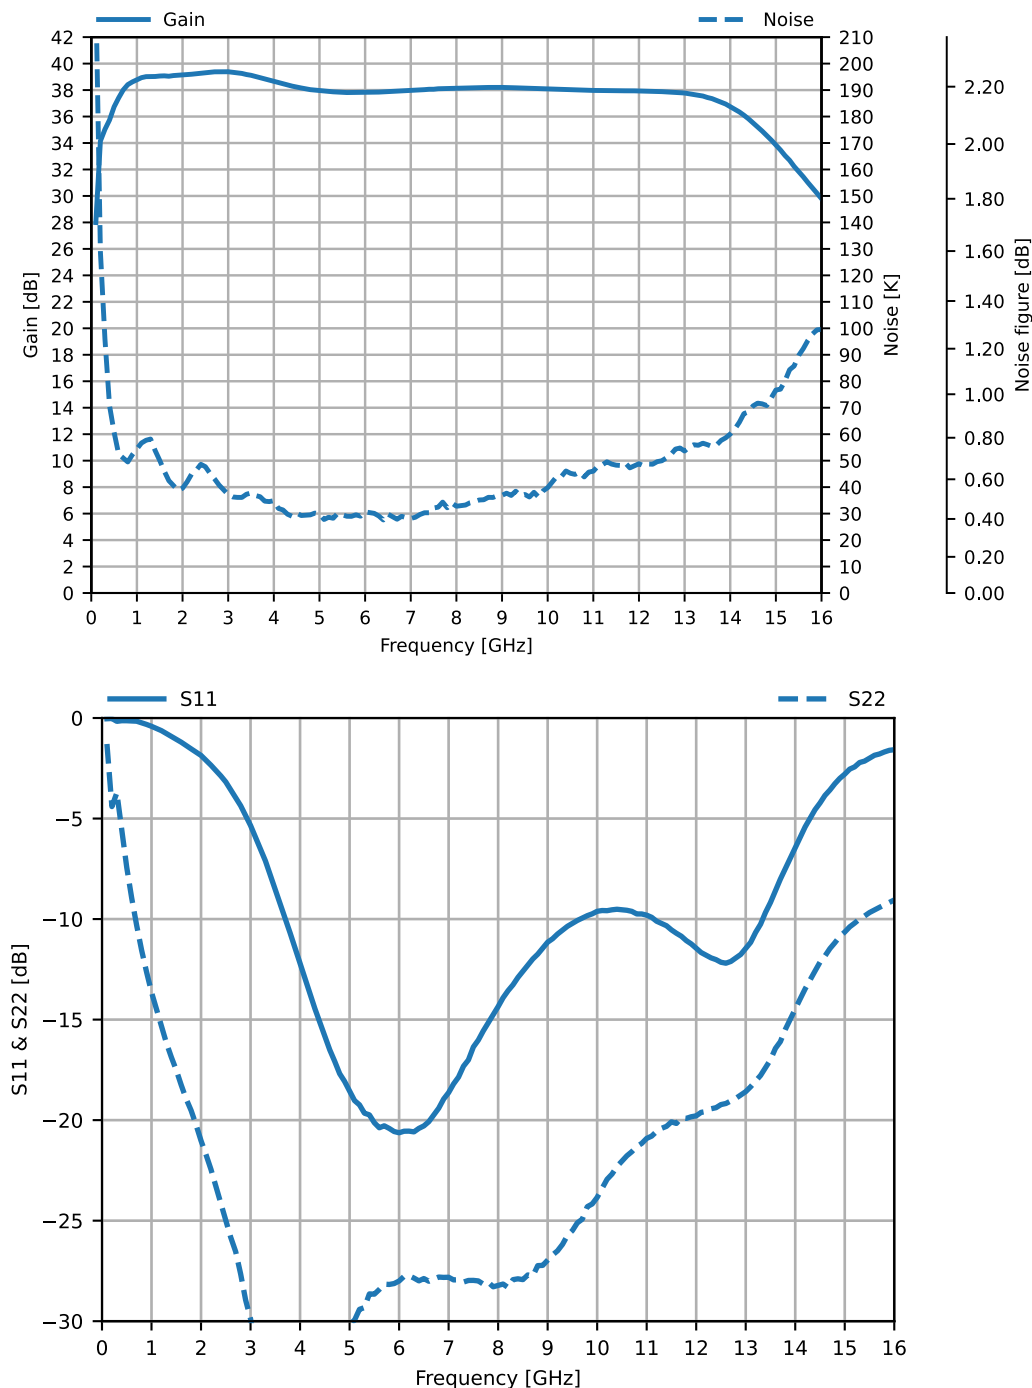 Gain Noise
42 210
40 200
38 190 2.20
36 180
34 170 2.00
32 160
30 150 1.80
28 140
26 130 1.60
24 120
22 110 1.40
20 100
18 90 1.20
16 80
14 70 1.00
12 60 0.80
10 50
8 40 0.60
6 30 0.40
4 20
2 10 0.20
0 0 0.00
Gain [dB]
Noise [K]
Noise figure [dB]
0 1 2 3 4 5 6 7 8 9 10 11 12 13 14 15 16
Frequency [GHz]
S11 S22
0
−5
−10
−15
−20
−25
−30
S11 & S22 [dB]
0 1 2 3 4 5 6 7 8 9 10 11 12 13 14 15 16
Frequency [GHz]